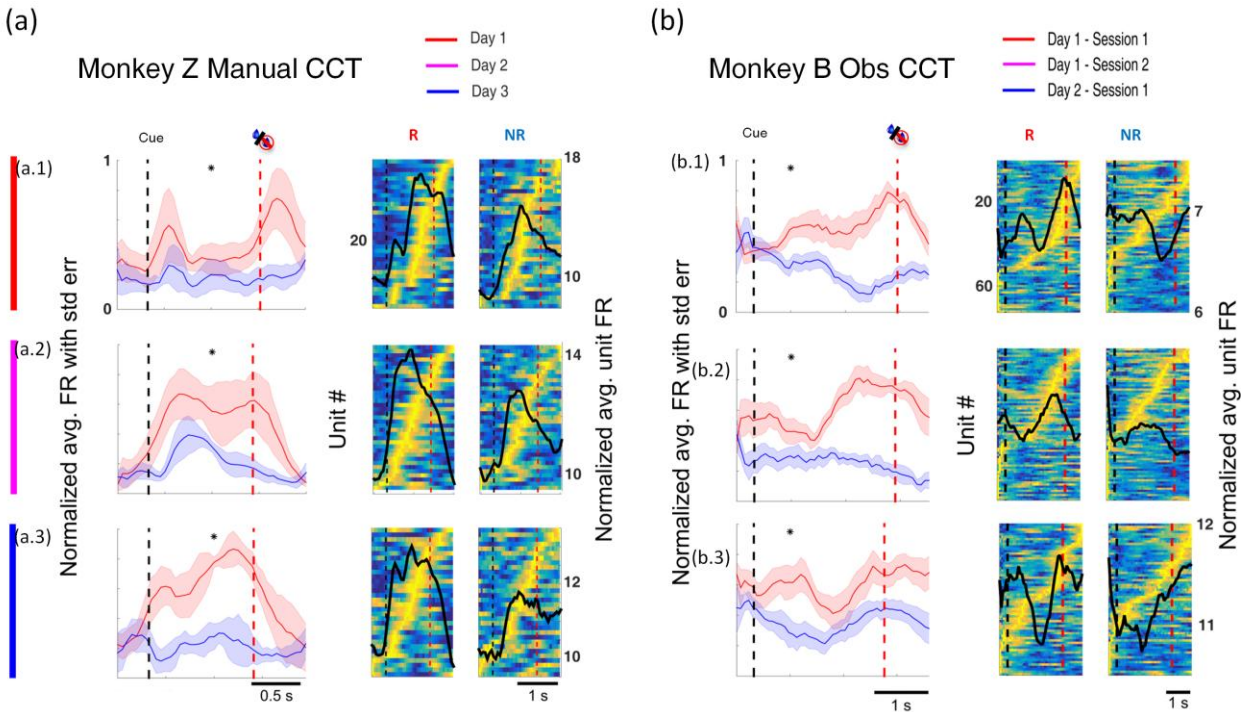 (a)
Monkey Z Manual CCT
Day 1
Day 2
Day 3
Cue
R
NR
(a.1)
1
0
*
20
18
10
(a.2)
*
14
10
(a.3)
*
12
10
Normalized avg. FR with std err
Unit #
Normalized avg. unit FR
0.5 s
1 s
(b)
Monkey B Obs CCT
Day 1 - Session 1
Day 1 - Session 2
Day 2 - Session 1
Cue
R
NR
(b.1)
1
0
*
20
60
7
6
(b.2)
*
(b.3)
*
12
11
Normalized avg. FR with std err
Unit #
Normalized avg. unit FR
1 s
1 s